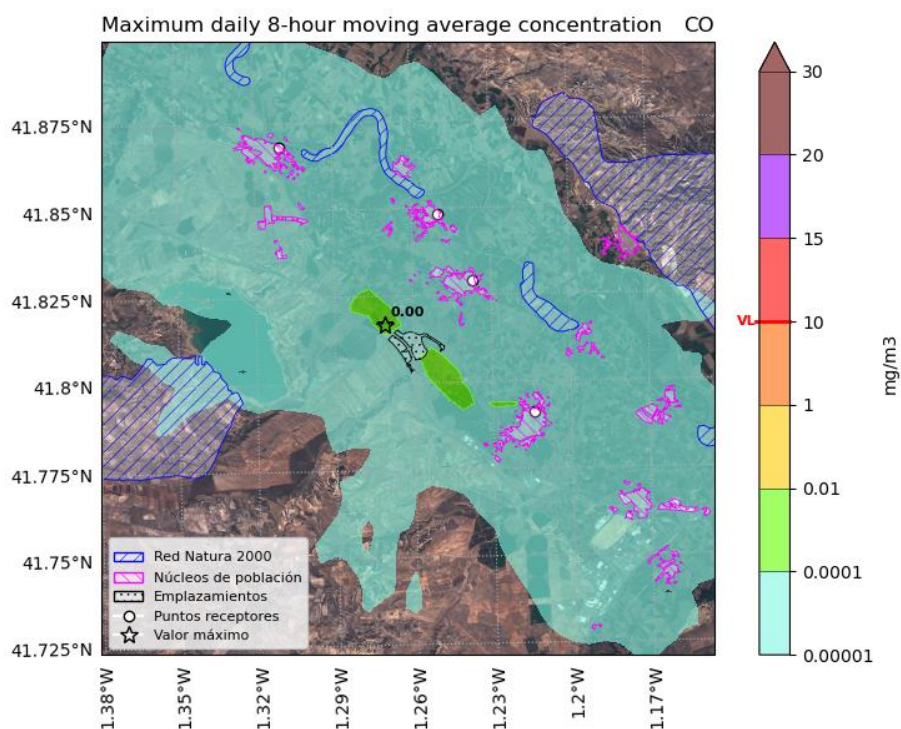 Maximum daily 8-hour moving average concentration CO
41.875°N
41.85°N
41.825°N
41.8°N
41.775°N
41.75°N
41.725°N
0.00
Red Natura 2000
Núcleos de población
Emplazamientos
Puntos receptores
Valor máximo
1.38°W
1.35°W
1.32°W
1.29°W
1.26°W
1.23°W
1.2°W
1.17°W
30
20
15
VL
10
1
0.01
0.0001
0.00001
mg/m3